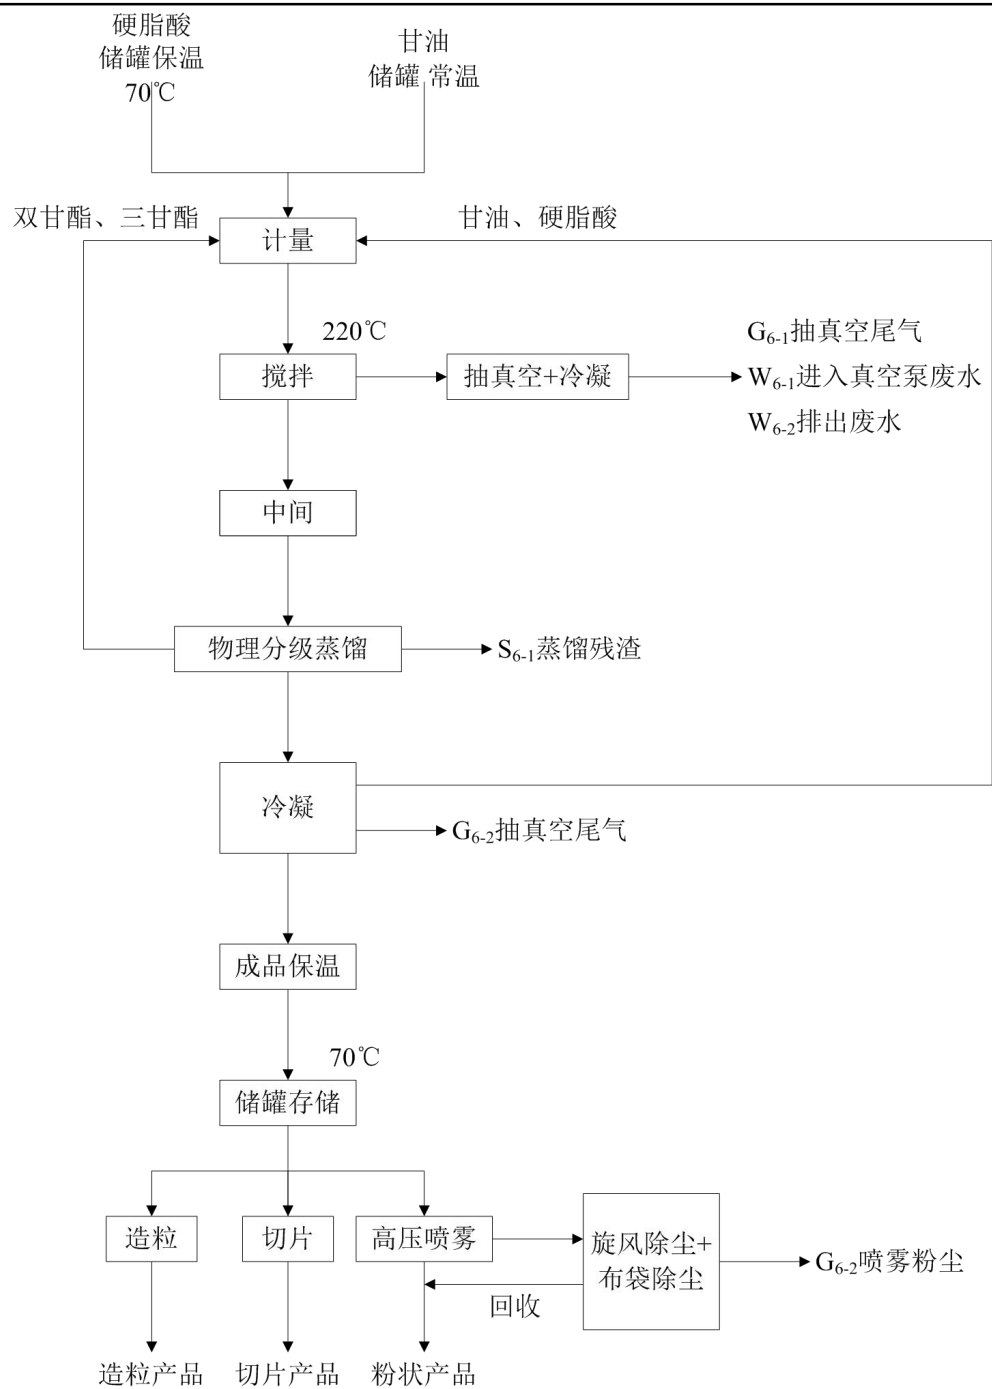 硬脂酸
储罐保温
70℃
甘油
储罐 常温
双甘酯、三甘酯
甘油、硬脂酸
计量
220℃
搅拌
抽真空+冷凝
G6-1抽真空尾气
W6-1进入真空泵废水
W6-2排出废水
中间
物理分级蒸馏
S6-1蒸馏残渣
冷凝
G6-2抽真空尾气
成品保温
70℃
储罐存储
造粒
切片
高压喷雾
旋风除尘+
布袋除尘
G6-2喷雾粉尘
回收
造粒产品
切片产品
粉状产品